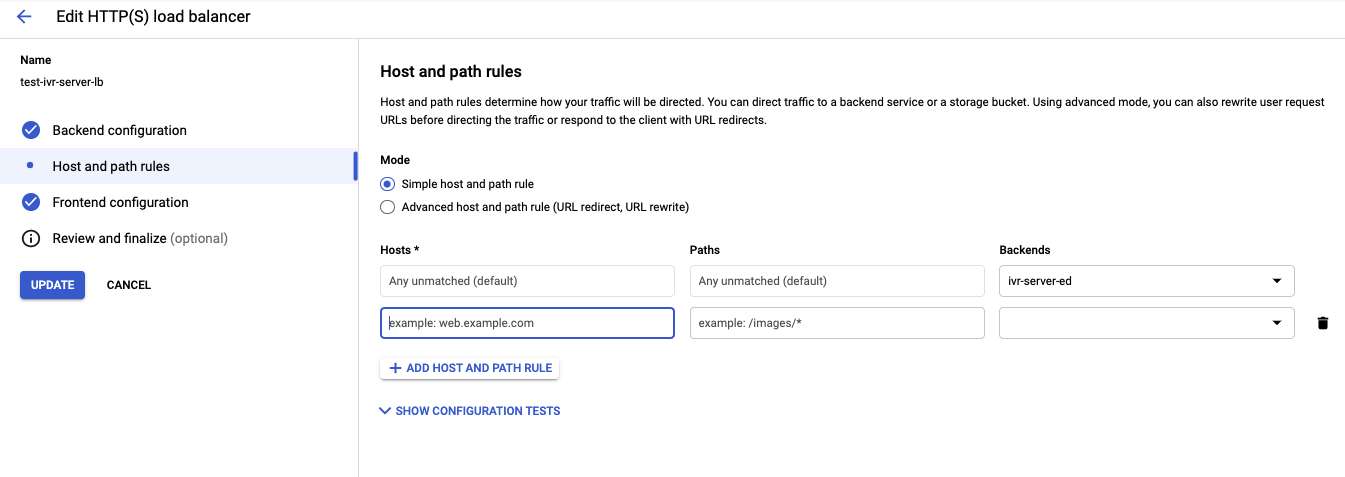 Edit HTTP(S) load balancer
Name
test-ivr-server-lb
Backend configuration
Host and path rules
Frontend configuration
Review and finalize (optional)
UPDATE
CANCEL
Host and path rules
Host and path rules determine how your traffic will be directed. You can direct traffic to a backend service or a storage bucket. Using advanced mode, you can also rewrite user request
URLs before directing the traffic or respond to the client with URL redirects.
Mode
Simple host and path rule
Advanced host and path rule (URL redirect, URL rewrite)
Hosts * Paths Backends
Any unmatched (default) Any unmatched (default) ivr-server-ed
example: web.example.com example: /images/*
ADD HOST AND PATH RULE
SHOW CONFIGURATION TESTS